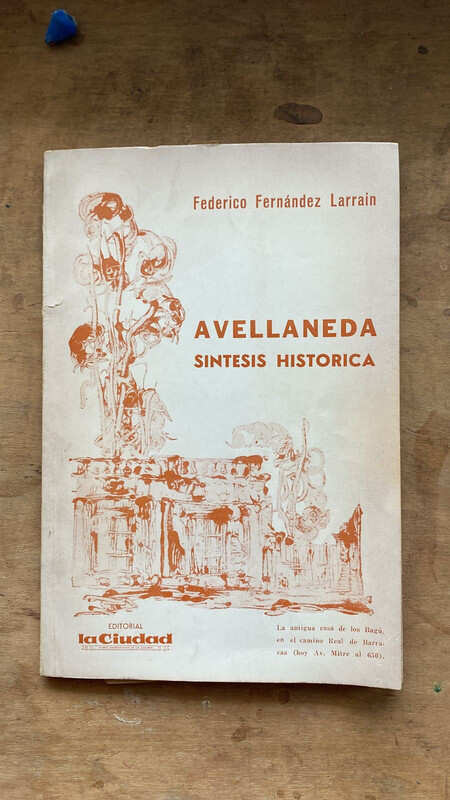 Federico Fernández Larrain
AVELLANEDA
SINTESIS HISTORICA
EDITORIAL
la Ciudad
La antigua casa de los Bagú,
en el camino Real de Barra-
cas (hoy Av. Mitre al 650).